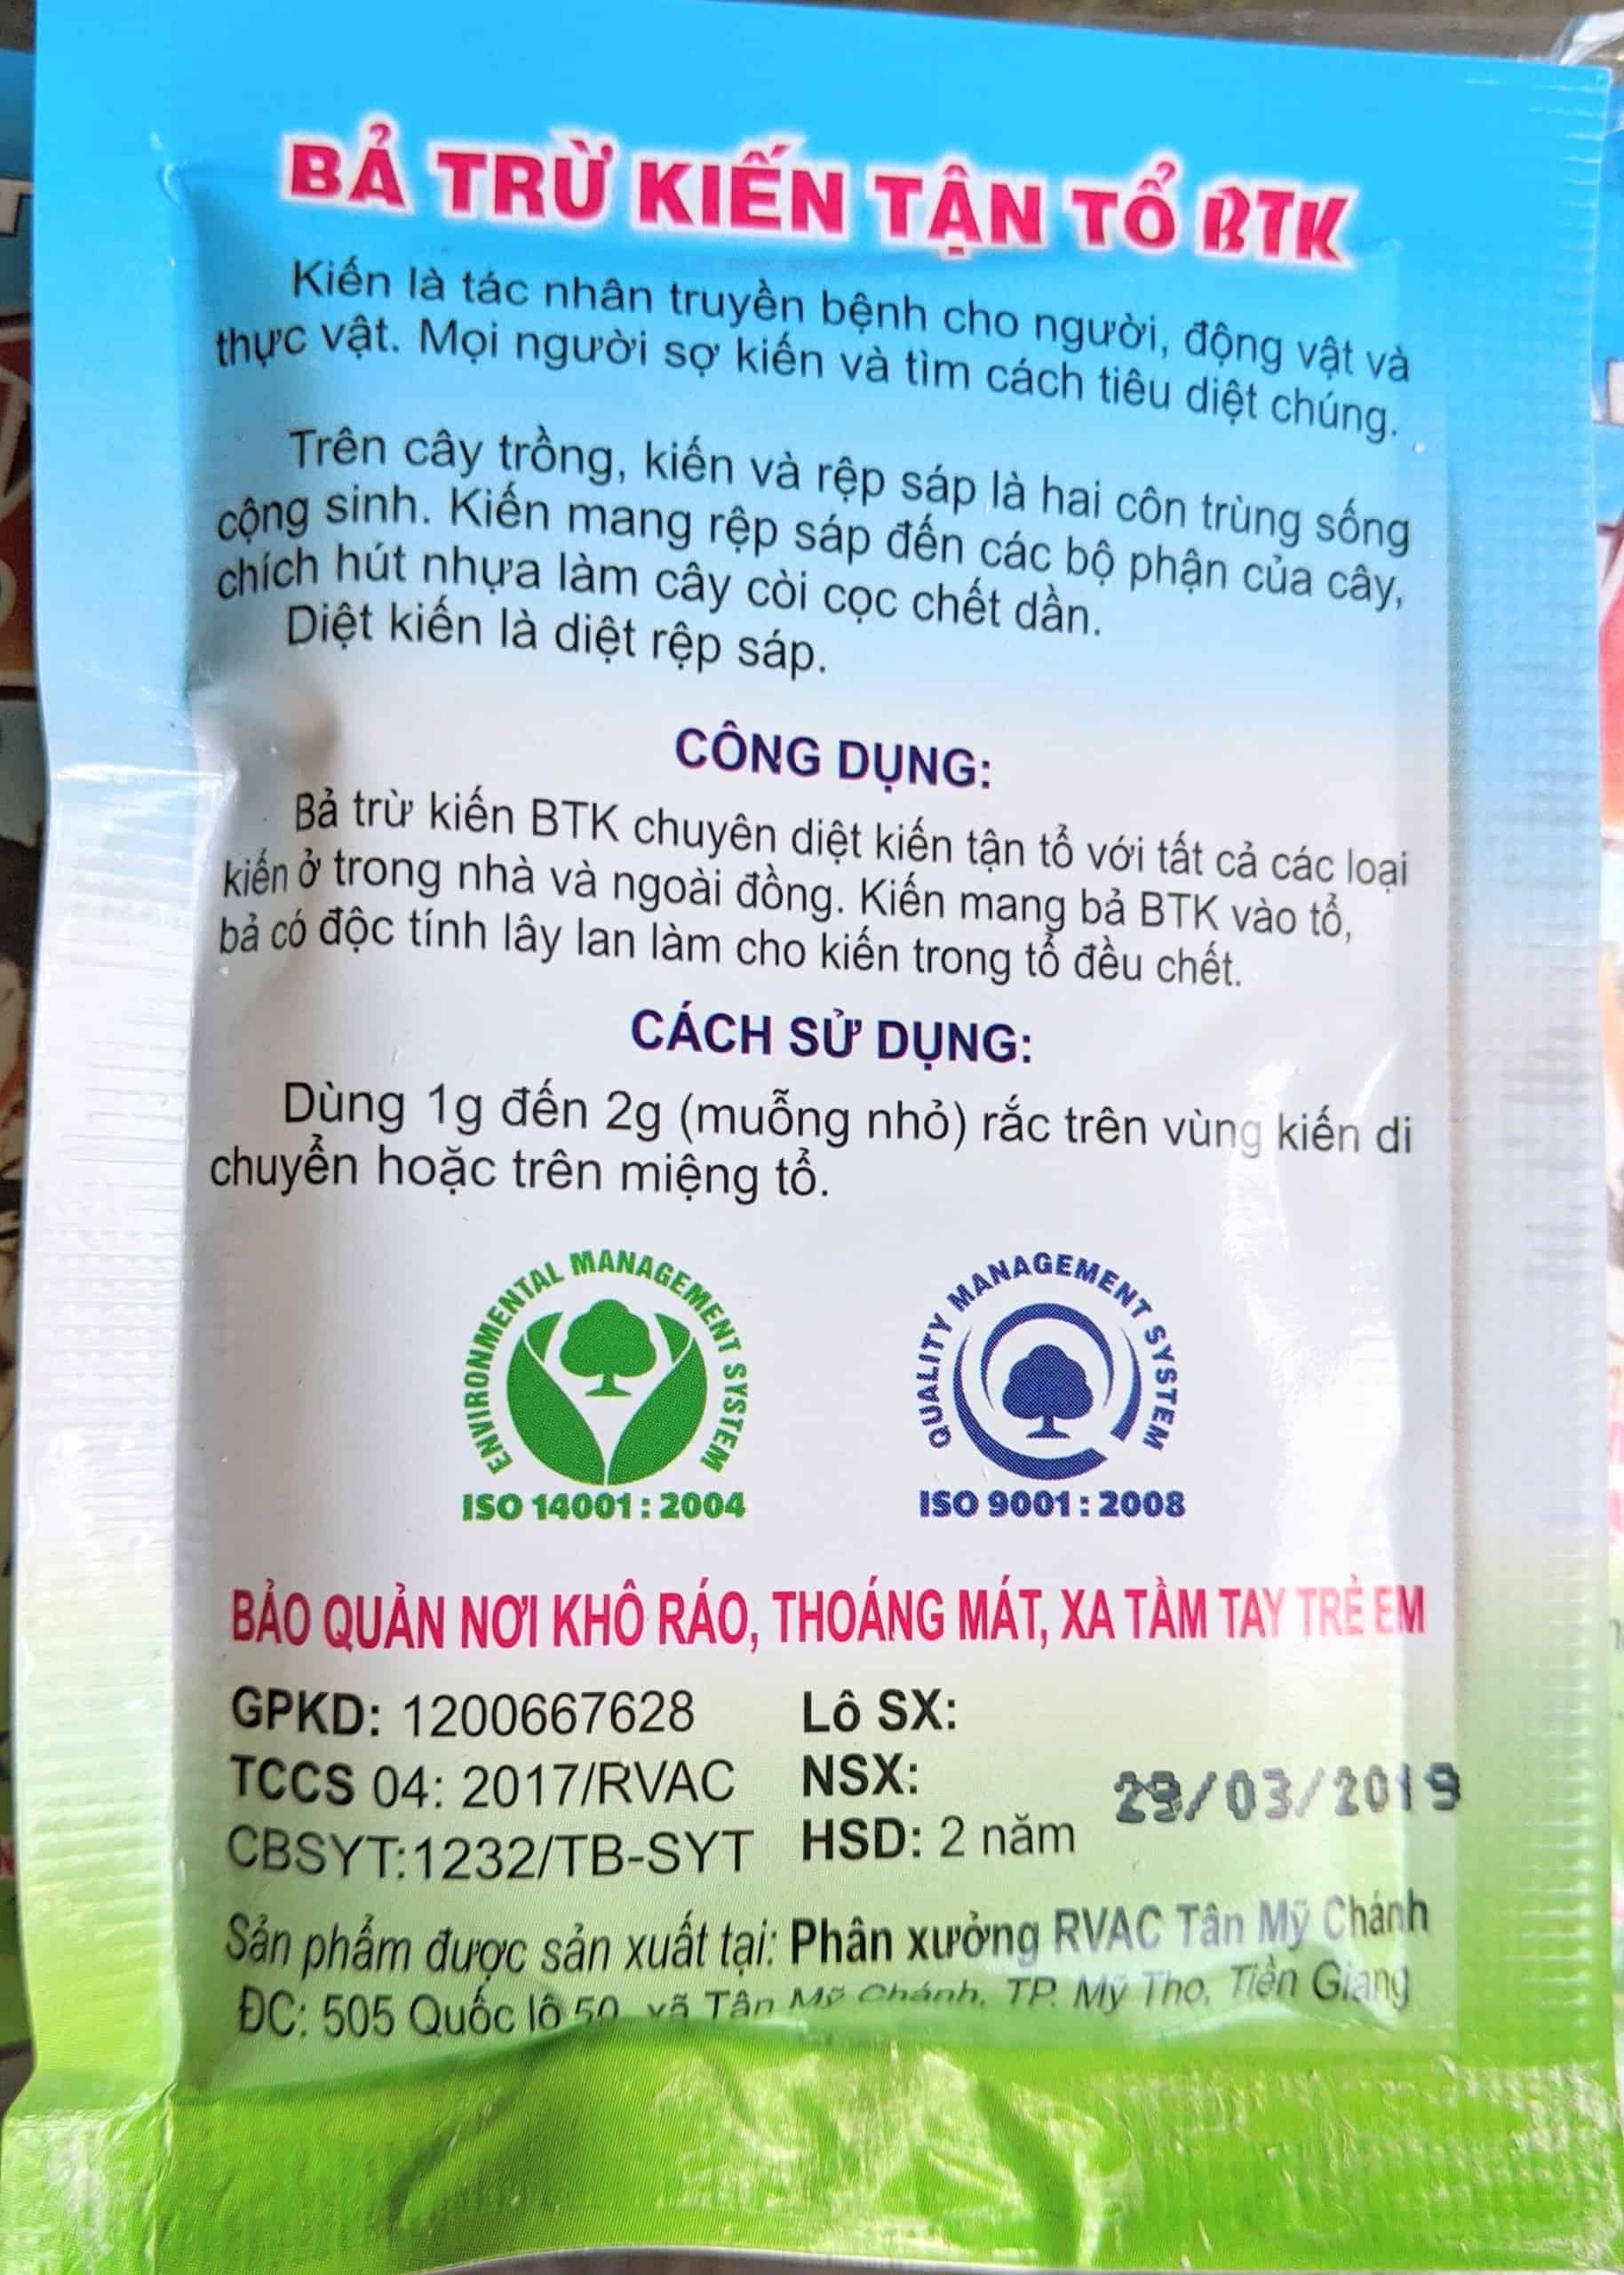 BẢ TRỪ KIẾN TẬN TỔ BTK
Kiến là tác nhân truyền bệnh cho người, động vật và
thực vật. Mọi người sợ kiến và tìm cách tiêu diệt chúng.
Trên cây trồng, kiến và rệp sáp là hai côn trùng sống
cộng sinh. Kiến mang rệp sáp đến các bộ phận của cây,
chích hút nhựa làm cây còi cọc chết dần.
Diệt kiến là diệt rệp sáp.
CÔNG DỤNG:
Bả trừ kiến BTK chuyên diệt kiến tận tổ với tất cả các loại
kiến ở trong nhà và ngoài đồng. Kiến mang bả BTK vào tổ,
bả có độc tính lây lan làm cho kiến trong tổ đều chết.
CÁCH SỬ DỤNG:
Dùng 1g đến 2g (muỗng nhỏ) rắc trên vùng kiến di
chuyển hoặc trên miệng tổ.
ENVIRONMENTAL MANAGEMENT SYSTEM
ISO 14001:2004
QUALITY MANAGEMENT SYSTEM
ISO 9001:2008
BẢO QUẢN NƠI KHÔ RÁO, THOÁNG MÁT, XA TẦM TAY TRẺ EM
GPKD: 1200667628
TCCS 04: 2017/RVAC
CBSYT:1232/TB-SYT
Lô SX:
NSX: 29/03/2019
HSD: 2 năm
Sản phẩm được sản xuất tại: Phân xưởng RVAC Tân Mỹ Chánh
ĐC: 505 Quốc lộ 50, xã Tân Mỹ Chánh, TP. Mỹ Tho, Tiền Giang